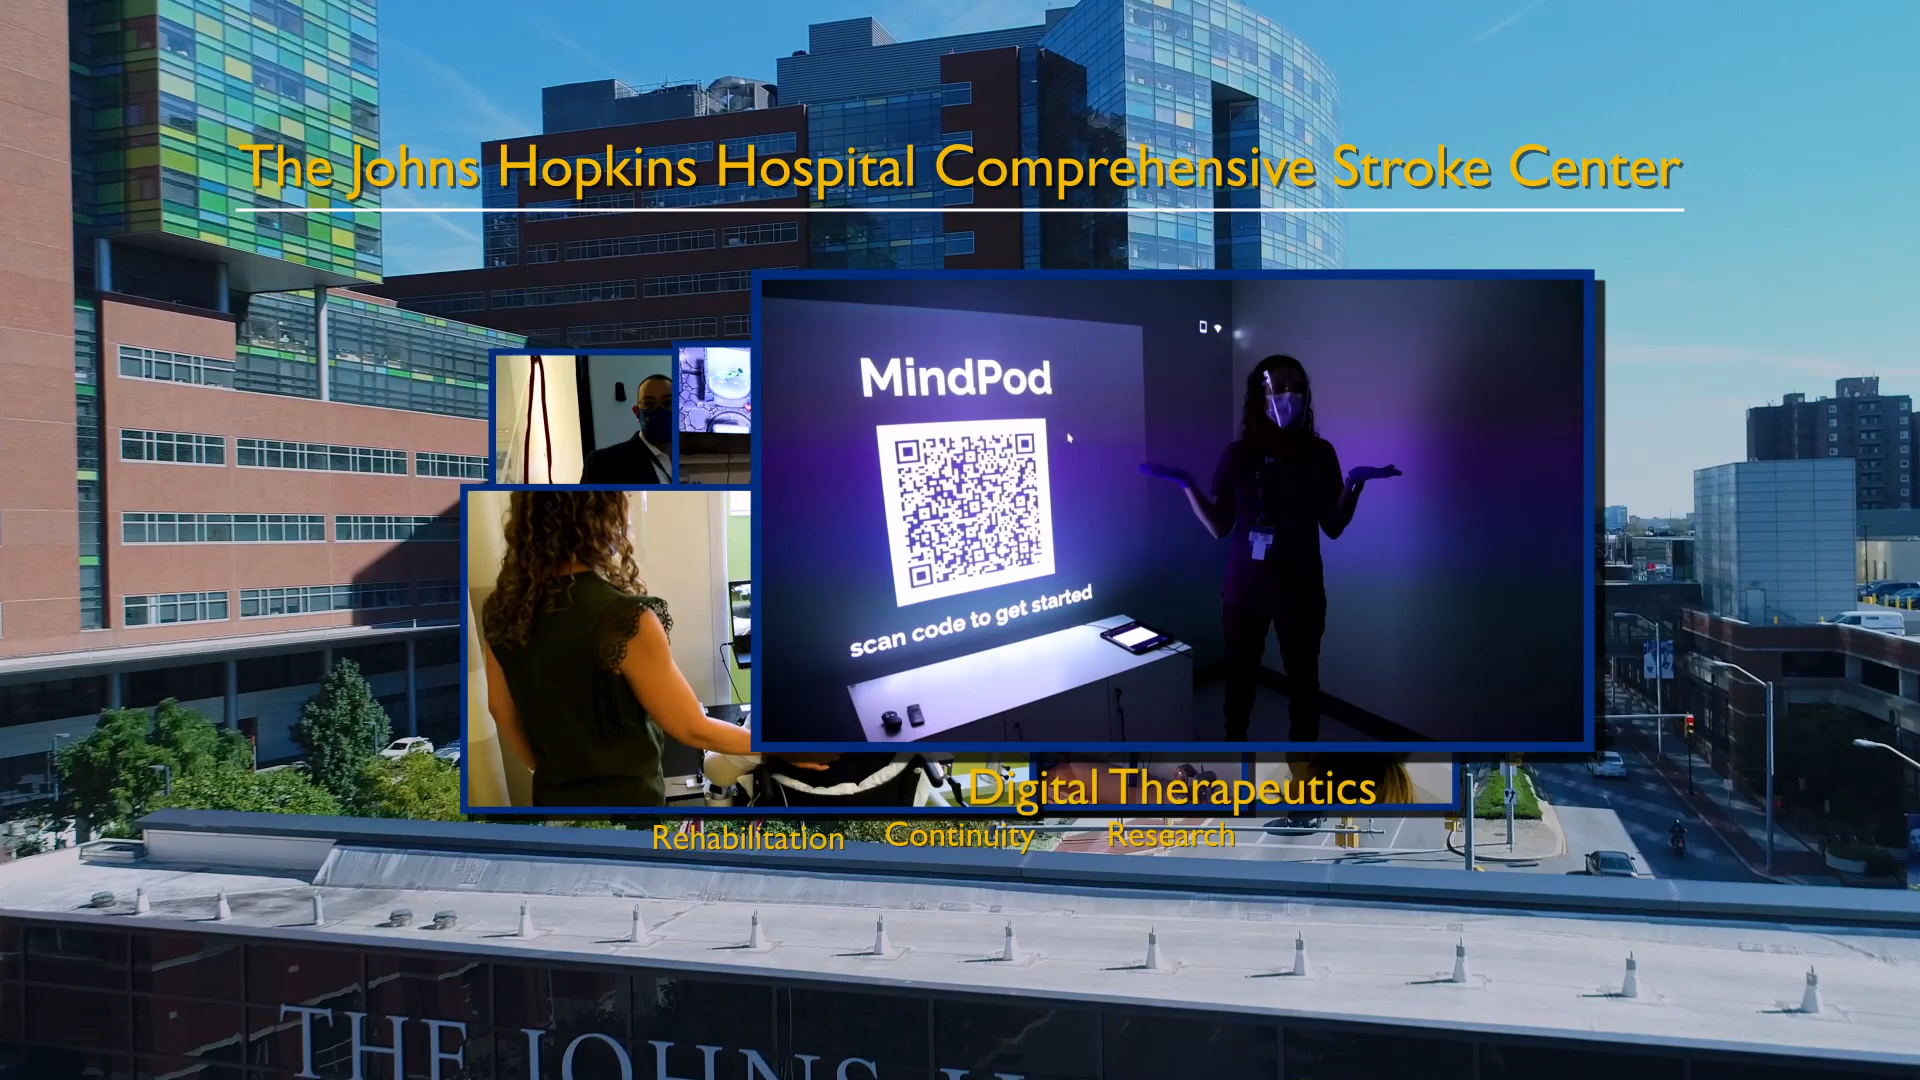 The Johns Hopkins Hospital Comprehensive Stroke Center
MindPod
scan code to get started
Digital Therapeutics
Rehabilitation
Continuity
Research
THE JOHNS